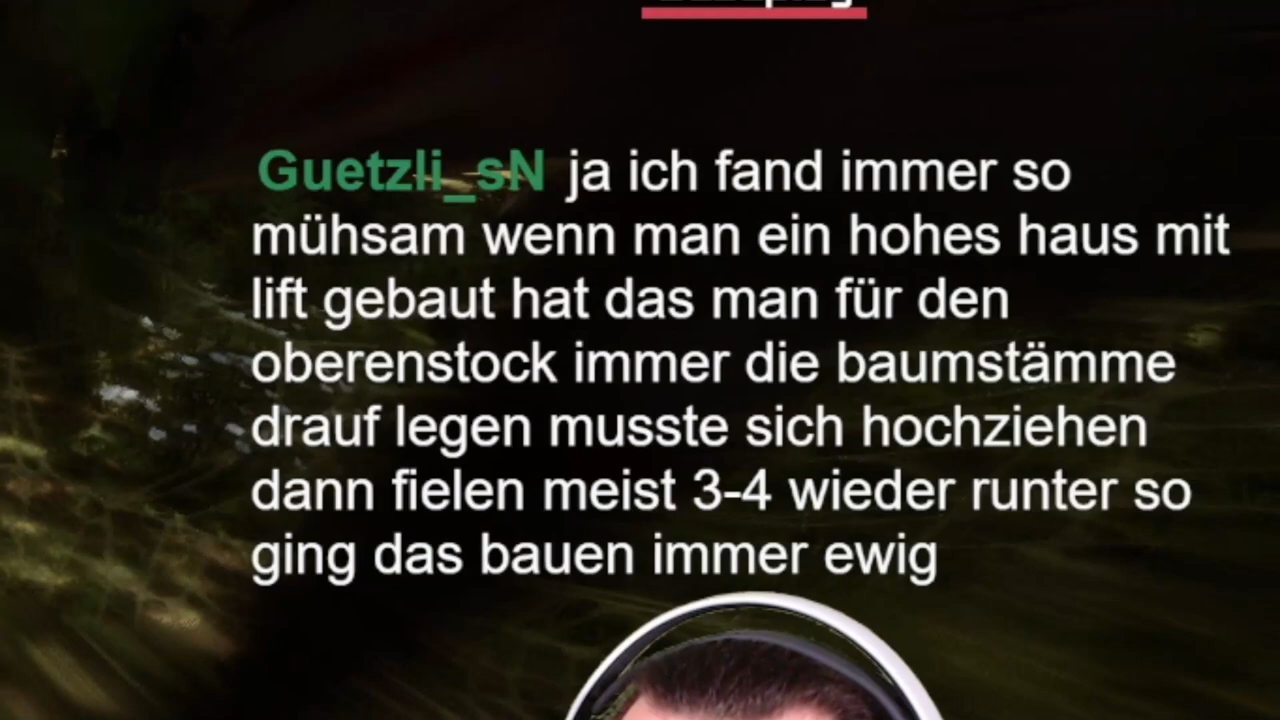 Guetzli_sN ja ich fand immer so
mühsam wenn man ein hohes haus mit
lift gebaut hat das man für den
oberenstock immer die baumstämme
drauf legen musste sich hochziehen
dann fielen meist 3-4 wieder runter so
ging das bauen immer ewig